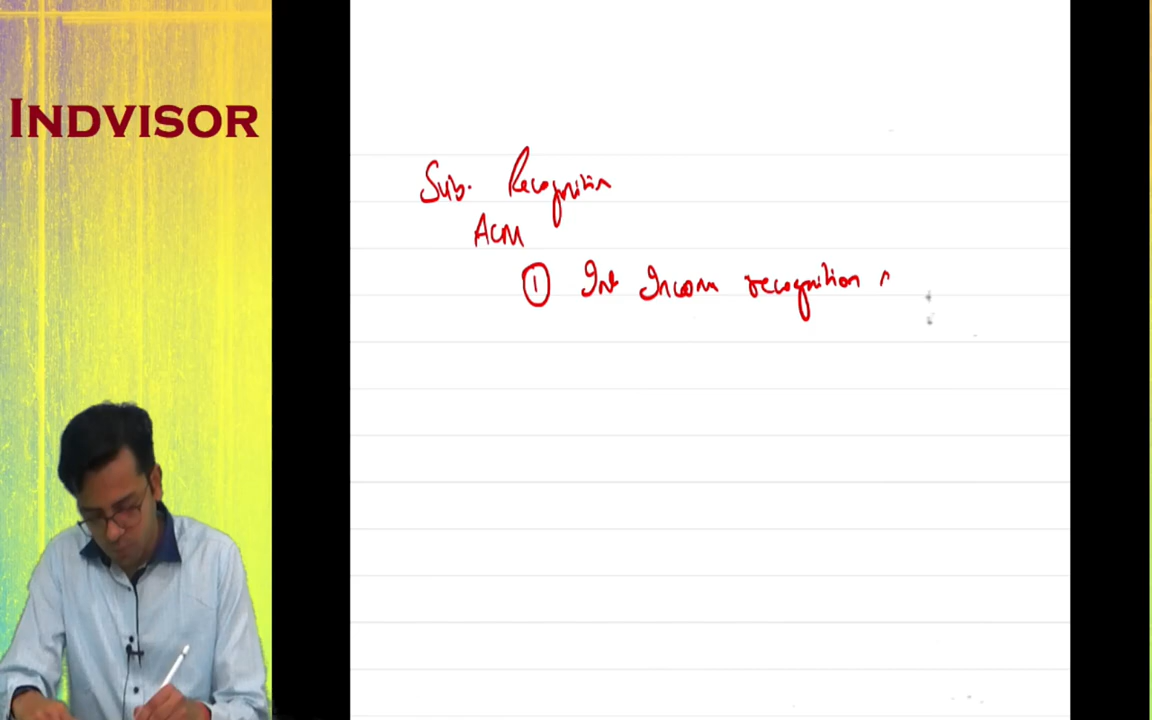 INDVISOR
Sub. Recognition
ACM
① Int Income recognition